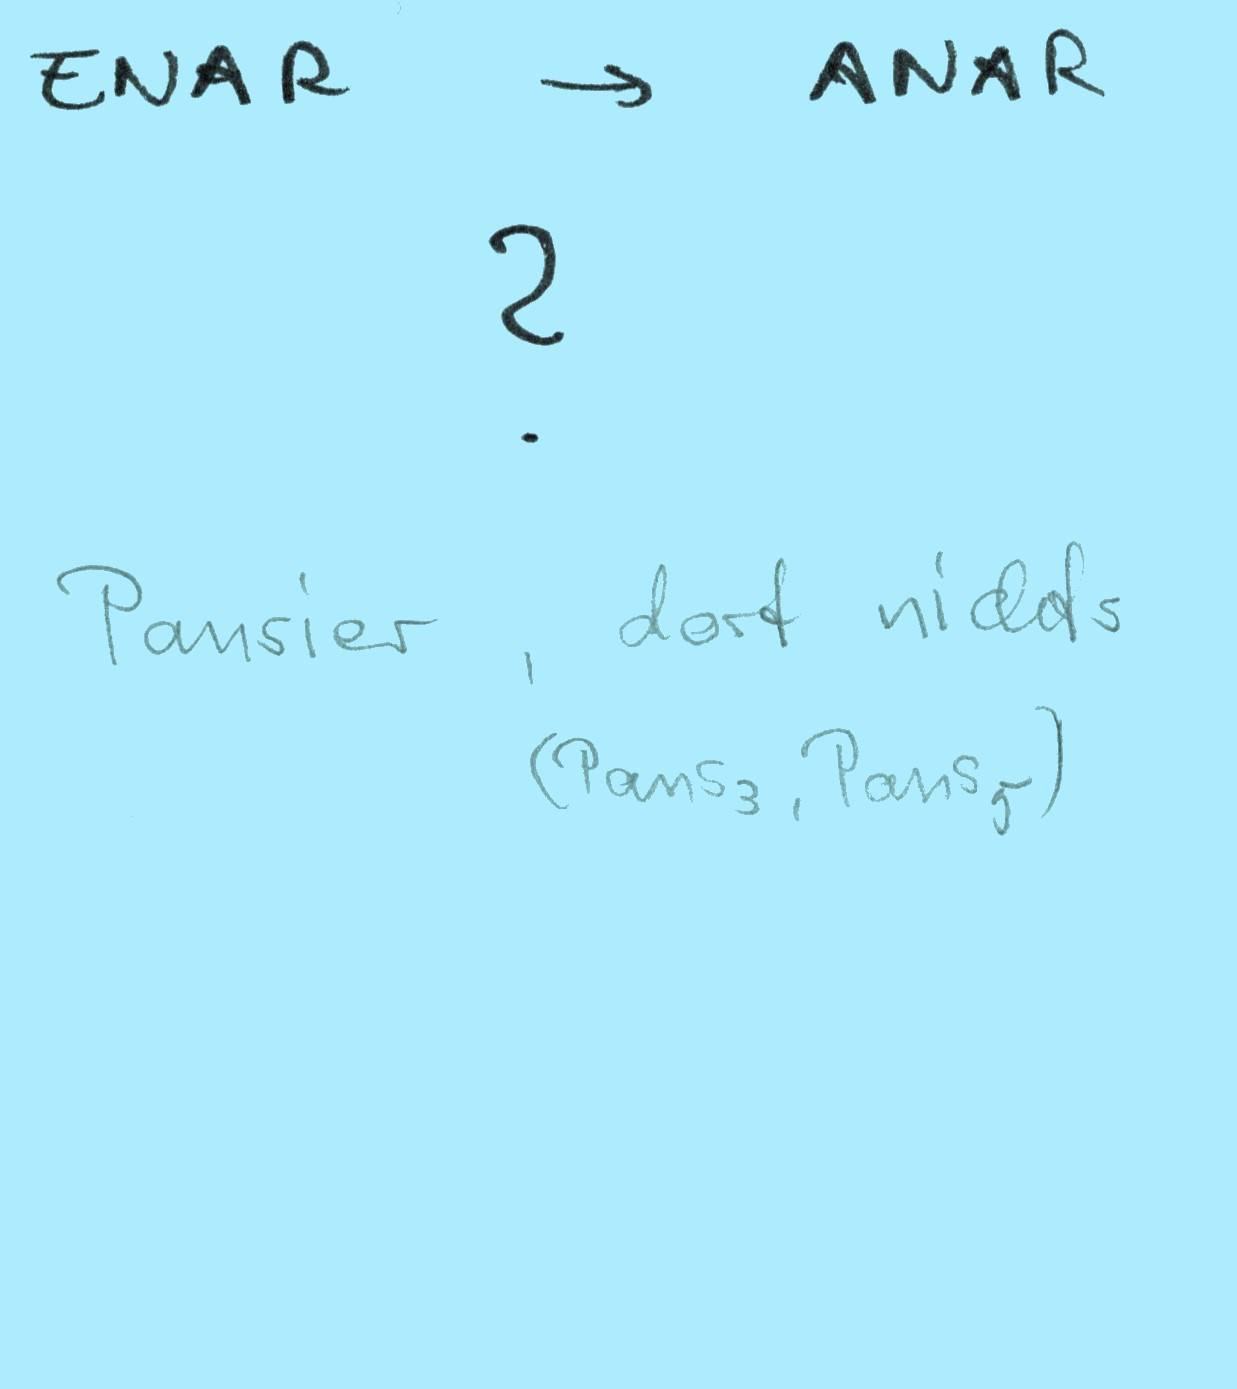 ENAR → ANAR
?
Pansier, dort nichts
(Pans3, Pans5)